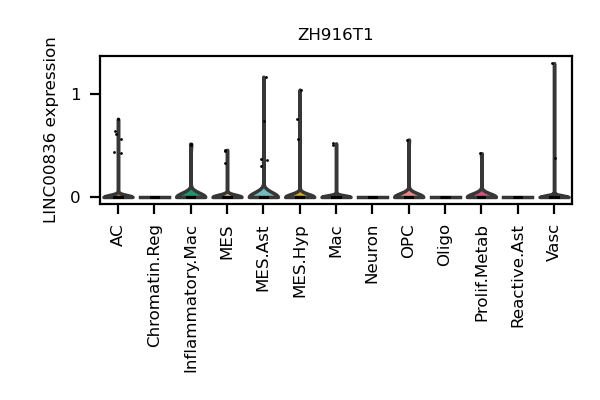 ZH916T1
LINC00836 expression
1
0
AC
Chromatin.Reg
Inflammatory.Mac
MES
MES.Ast
MES.Hyp
Mac
Neuron
OPC
Oligo
Prolif.Metab
Reactive.Ast
Vasc